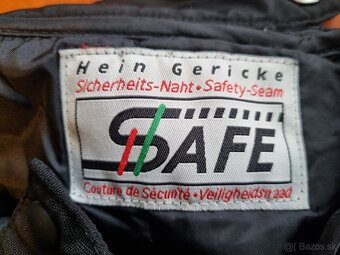 Hein Gericke
Sicherheits-Naht • Safety-Seam
SAFE
Couture de Sécurité • Veiligheidsnaad
© Bazos.sk